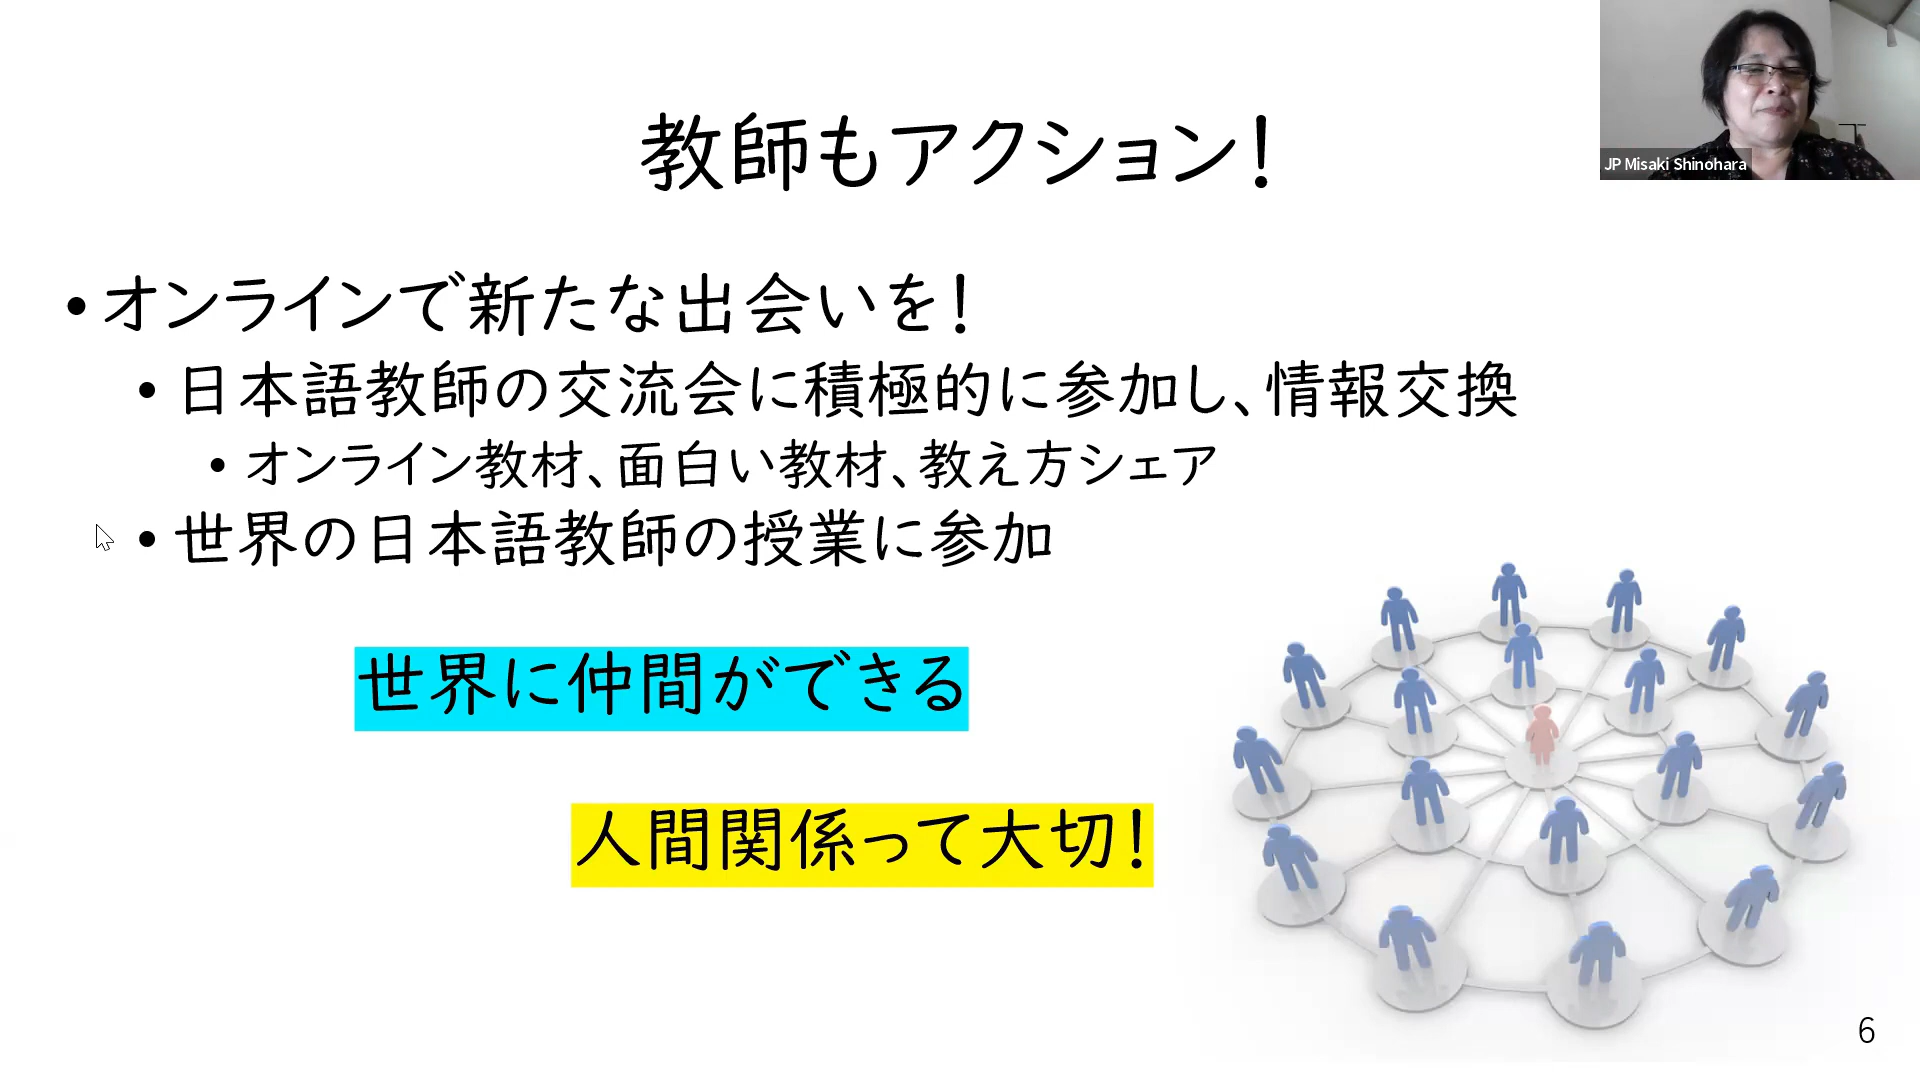 教師もアクション！
JP Misaki Shinohara
• オンラインで新たな出会いを！
• 日本語教師の交流会に積極的に参加し、情報交換
• オンライン教材、面白い教材、教え方シェア
• 世界の日本語教師の授業に参加
世界に仲間ができる
人間関係って大切！
6